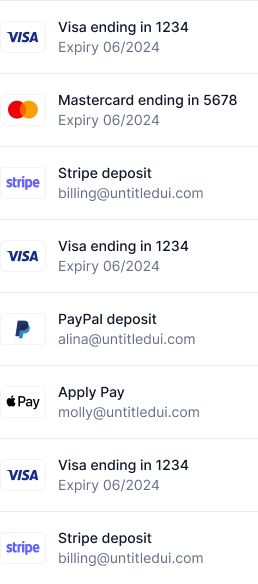 VISA
Visa ending in 1234
Expiry 06/2024
Mastercard ending in 5678
Expiry 06/2024
stripe
Stripe deposit
billing@untitledui.com
VISA
Visa ending in 1234
Expiry 06/2024
PayPal deposit
alina@untitledui.com
Pay
Apply Pay
molly@untitledui.com
VISA
Visa ending in 1234
Expiry 06/2024
stripe
Stripe deposit
billing@untitledui.com